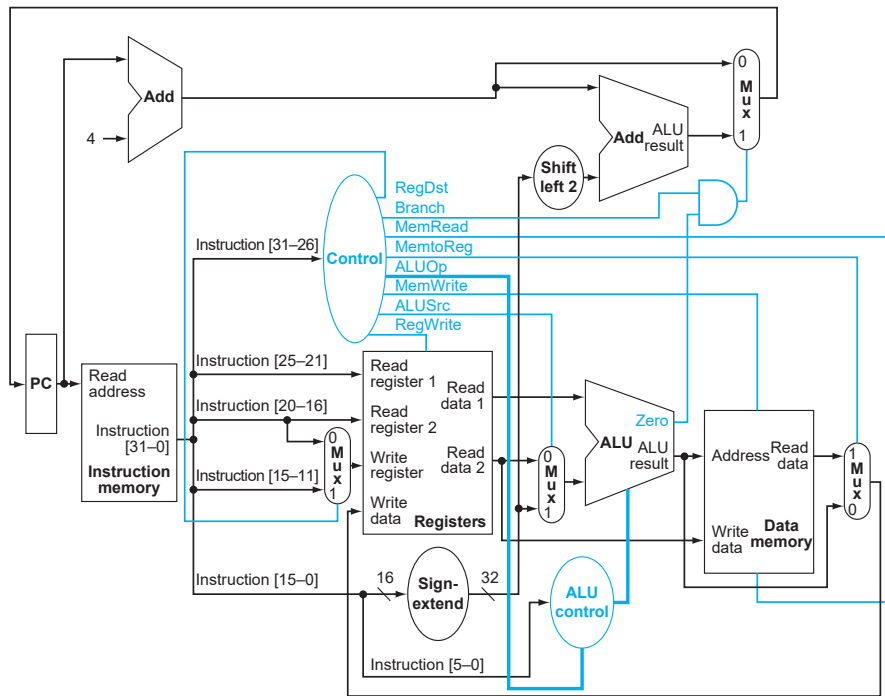 Add
4
Add
ALU
result
0
Mux
1
Shift
left 2
RegDst
Branch
MemRead
MemtoReg
ALUOp
MemWrite
ALUSrc
RegWrite
Control
Instruction [31–26]
Instruction [25–21]
Instruction [20–16]
Instruction [15–11]
Instruction [15–0]
Instruction [5–0]
PC
Read
address
Instruction
[31–0]
Instruction
memory
0
Mux
1
Read
register 1
Read
register 2
Write
register
Write
data
Read
data 1
Read
data 2
Registers
16
Sign-
extend
32
0
Mux
1
Zero
ALU
ALU
result
ALU
control
Address
Read
data
Write
data
Data
memory
1
Mux
0